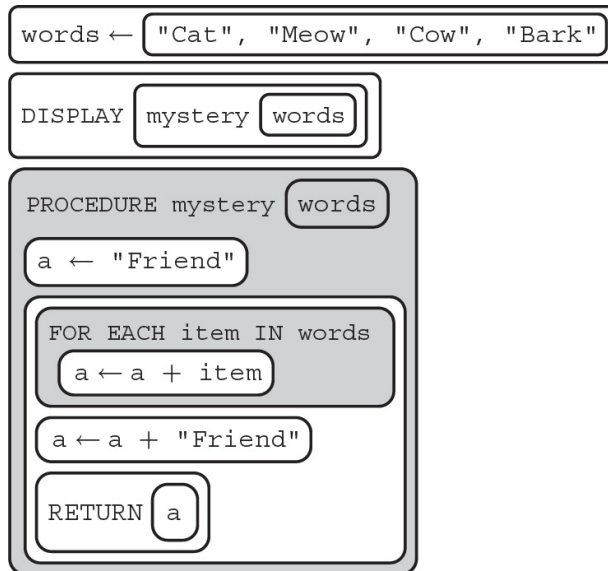 words ← "Cat", "Meow", "Cow", "Bark"
DISPLAY mystery words
PROCEDURE mystery words
a ← "Friend"
FOR EACH item IN words
a ← a + item
a ← a + "Friend"
RETURN a